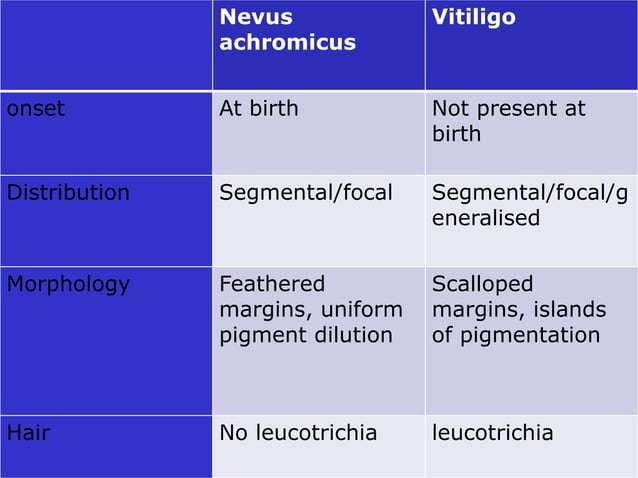 Nevus achromicus Vitiligo
onset At birth Not present at birth
Distribution Segmental/focal Segmental/focal/generalised
Morphology Feathered margins, uniform pigment dilution Scalloped margins, islands of pigmentation
Hair No leucotrichia leucotrichia